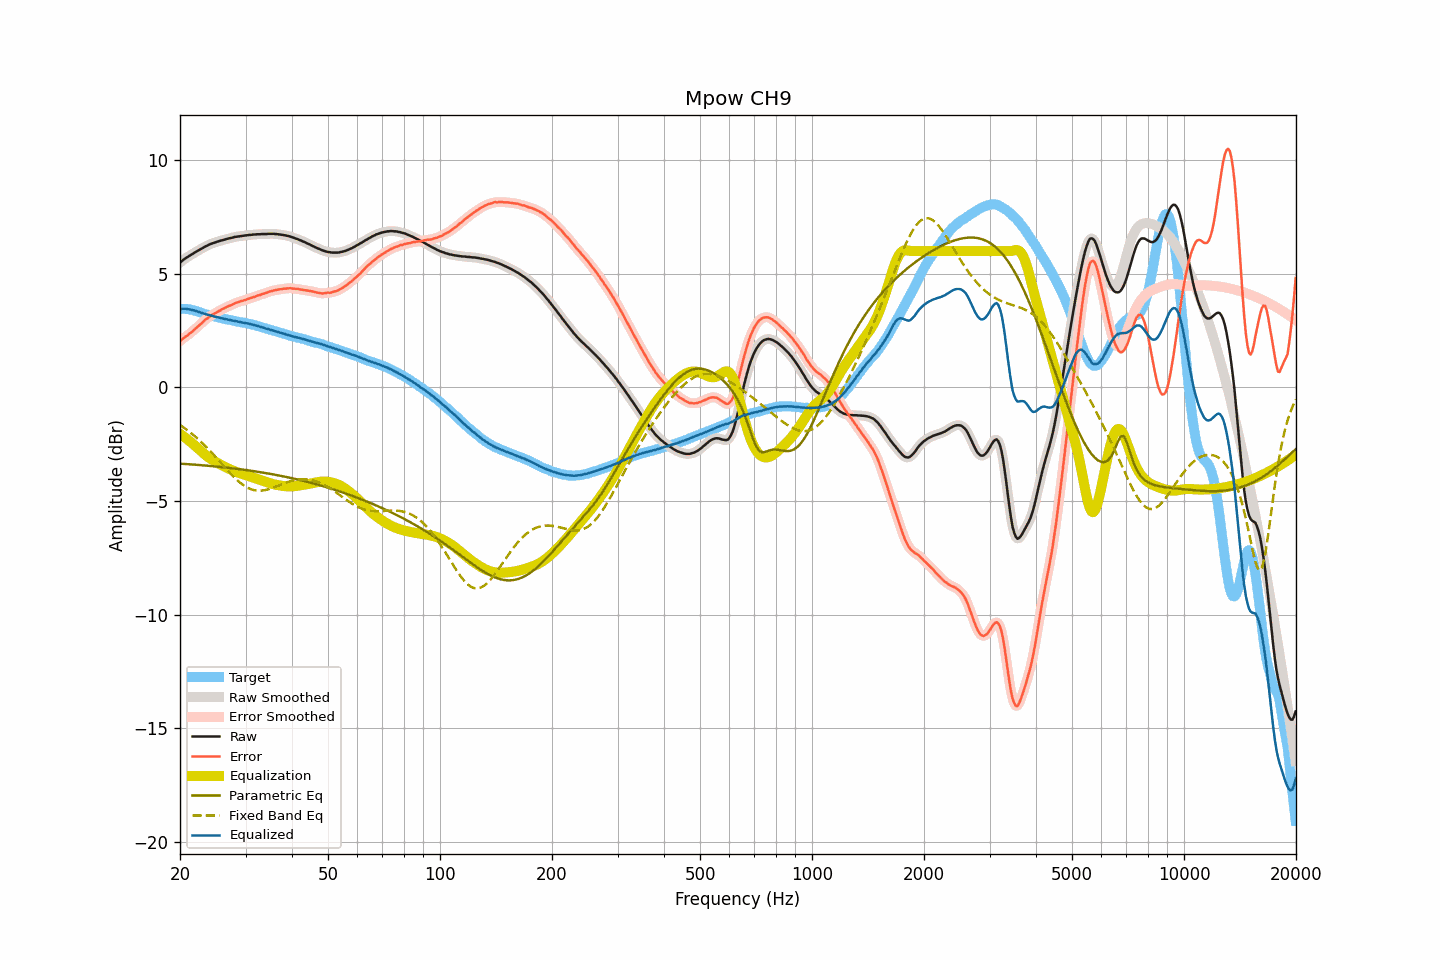 Mpow CH9
Amplitude (dBr)
10
5
0
−5
−10
−15
−20
Target
Raw Smoothed
Error Smoothed
Raw
Error
Equalization
Parametric Eq
Fixed Band Eq
Equalized
20 50 100 200 500 1000 2000 5000 10000 20000
Frequency (Hz)